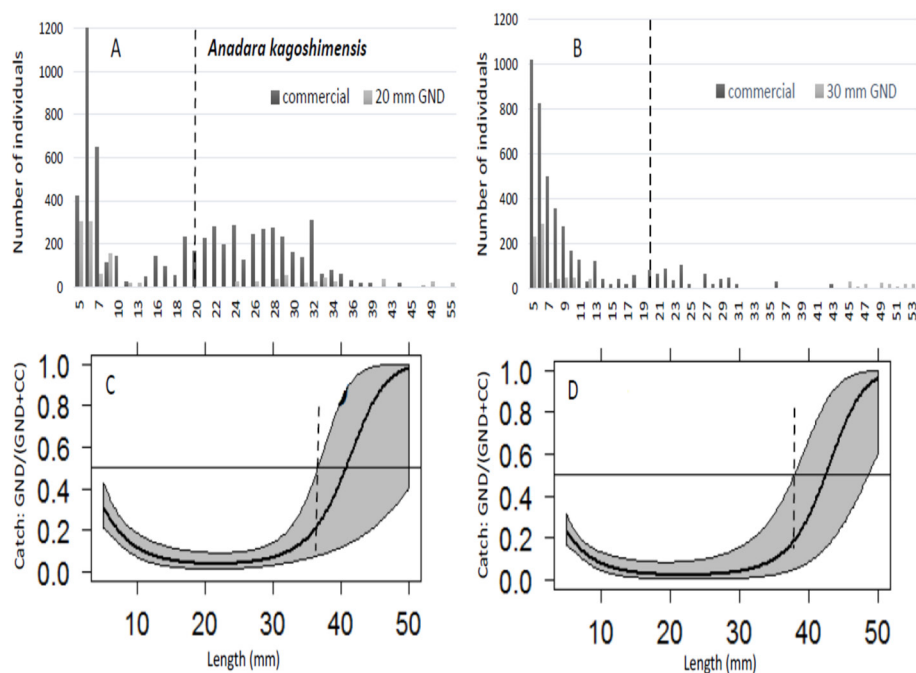 1200
1000
800
600
400
200
0
Number of individuals
A
Anadara kagoshimensis
commercial
20 mm GND
5 7 10 13 16 18 20 22 24 26 28 30 32 34 36 39
1200
1000
800
600
400
200
0
Number of individuals
B
commercial
30 mm GND
5 7 9 11 13 15 17 19 21 23 25 27 29 31 33 35 37 39 41 43 45 47 49 51 53
1.0
0.8
0.6
0.4
0.2
0.0
Catch: GND/(GND+CC)
C
10 20 30 40 50
Length (mm)
1.0
0.8
0.6
0.4
0.2
0.0
Catch: GND/(GND+CC)
D
10 20 30 40 50
Length (mm)